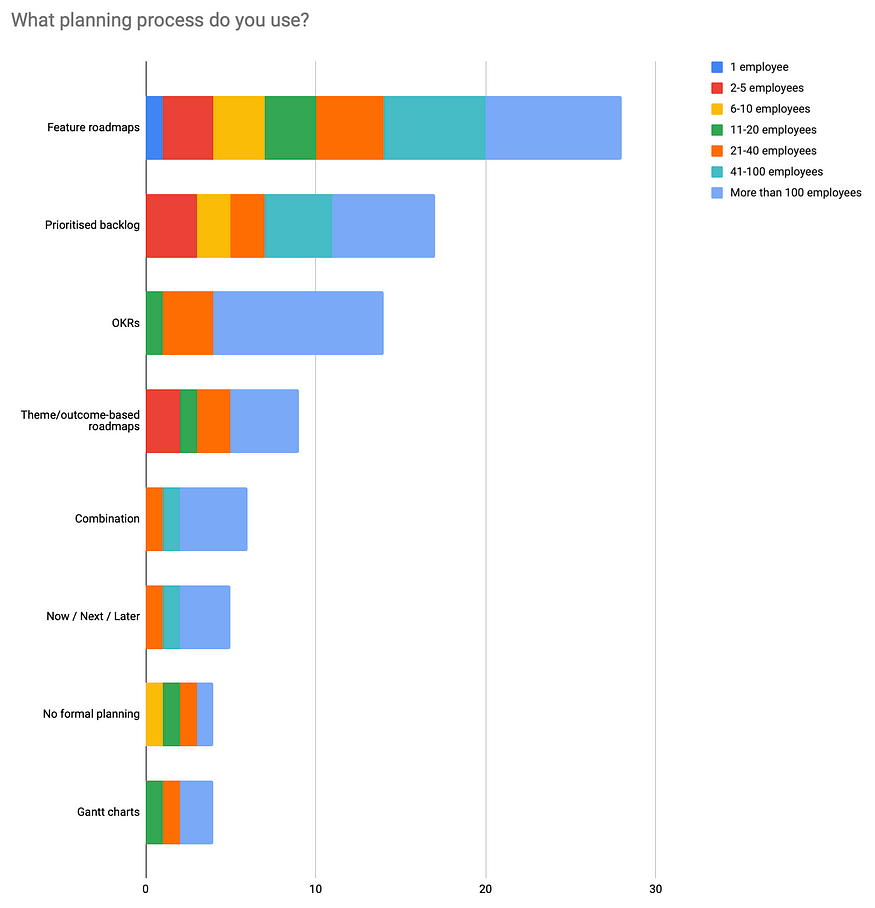 What planning process do you use?
1 employee
2-5 employees
6-10 employees
11-20 employees
21-40 employees
41-100 employees
More than 100 employees
Feature roadmaps
Prioritised backlog
OKRs
Theme/outcome-based
roadmaps
Combination
Now / Next / Later
No formal planning
Gantt charts
0
10
20
30